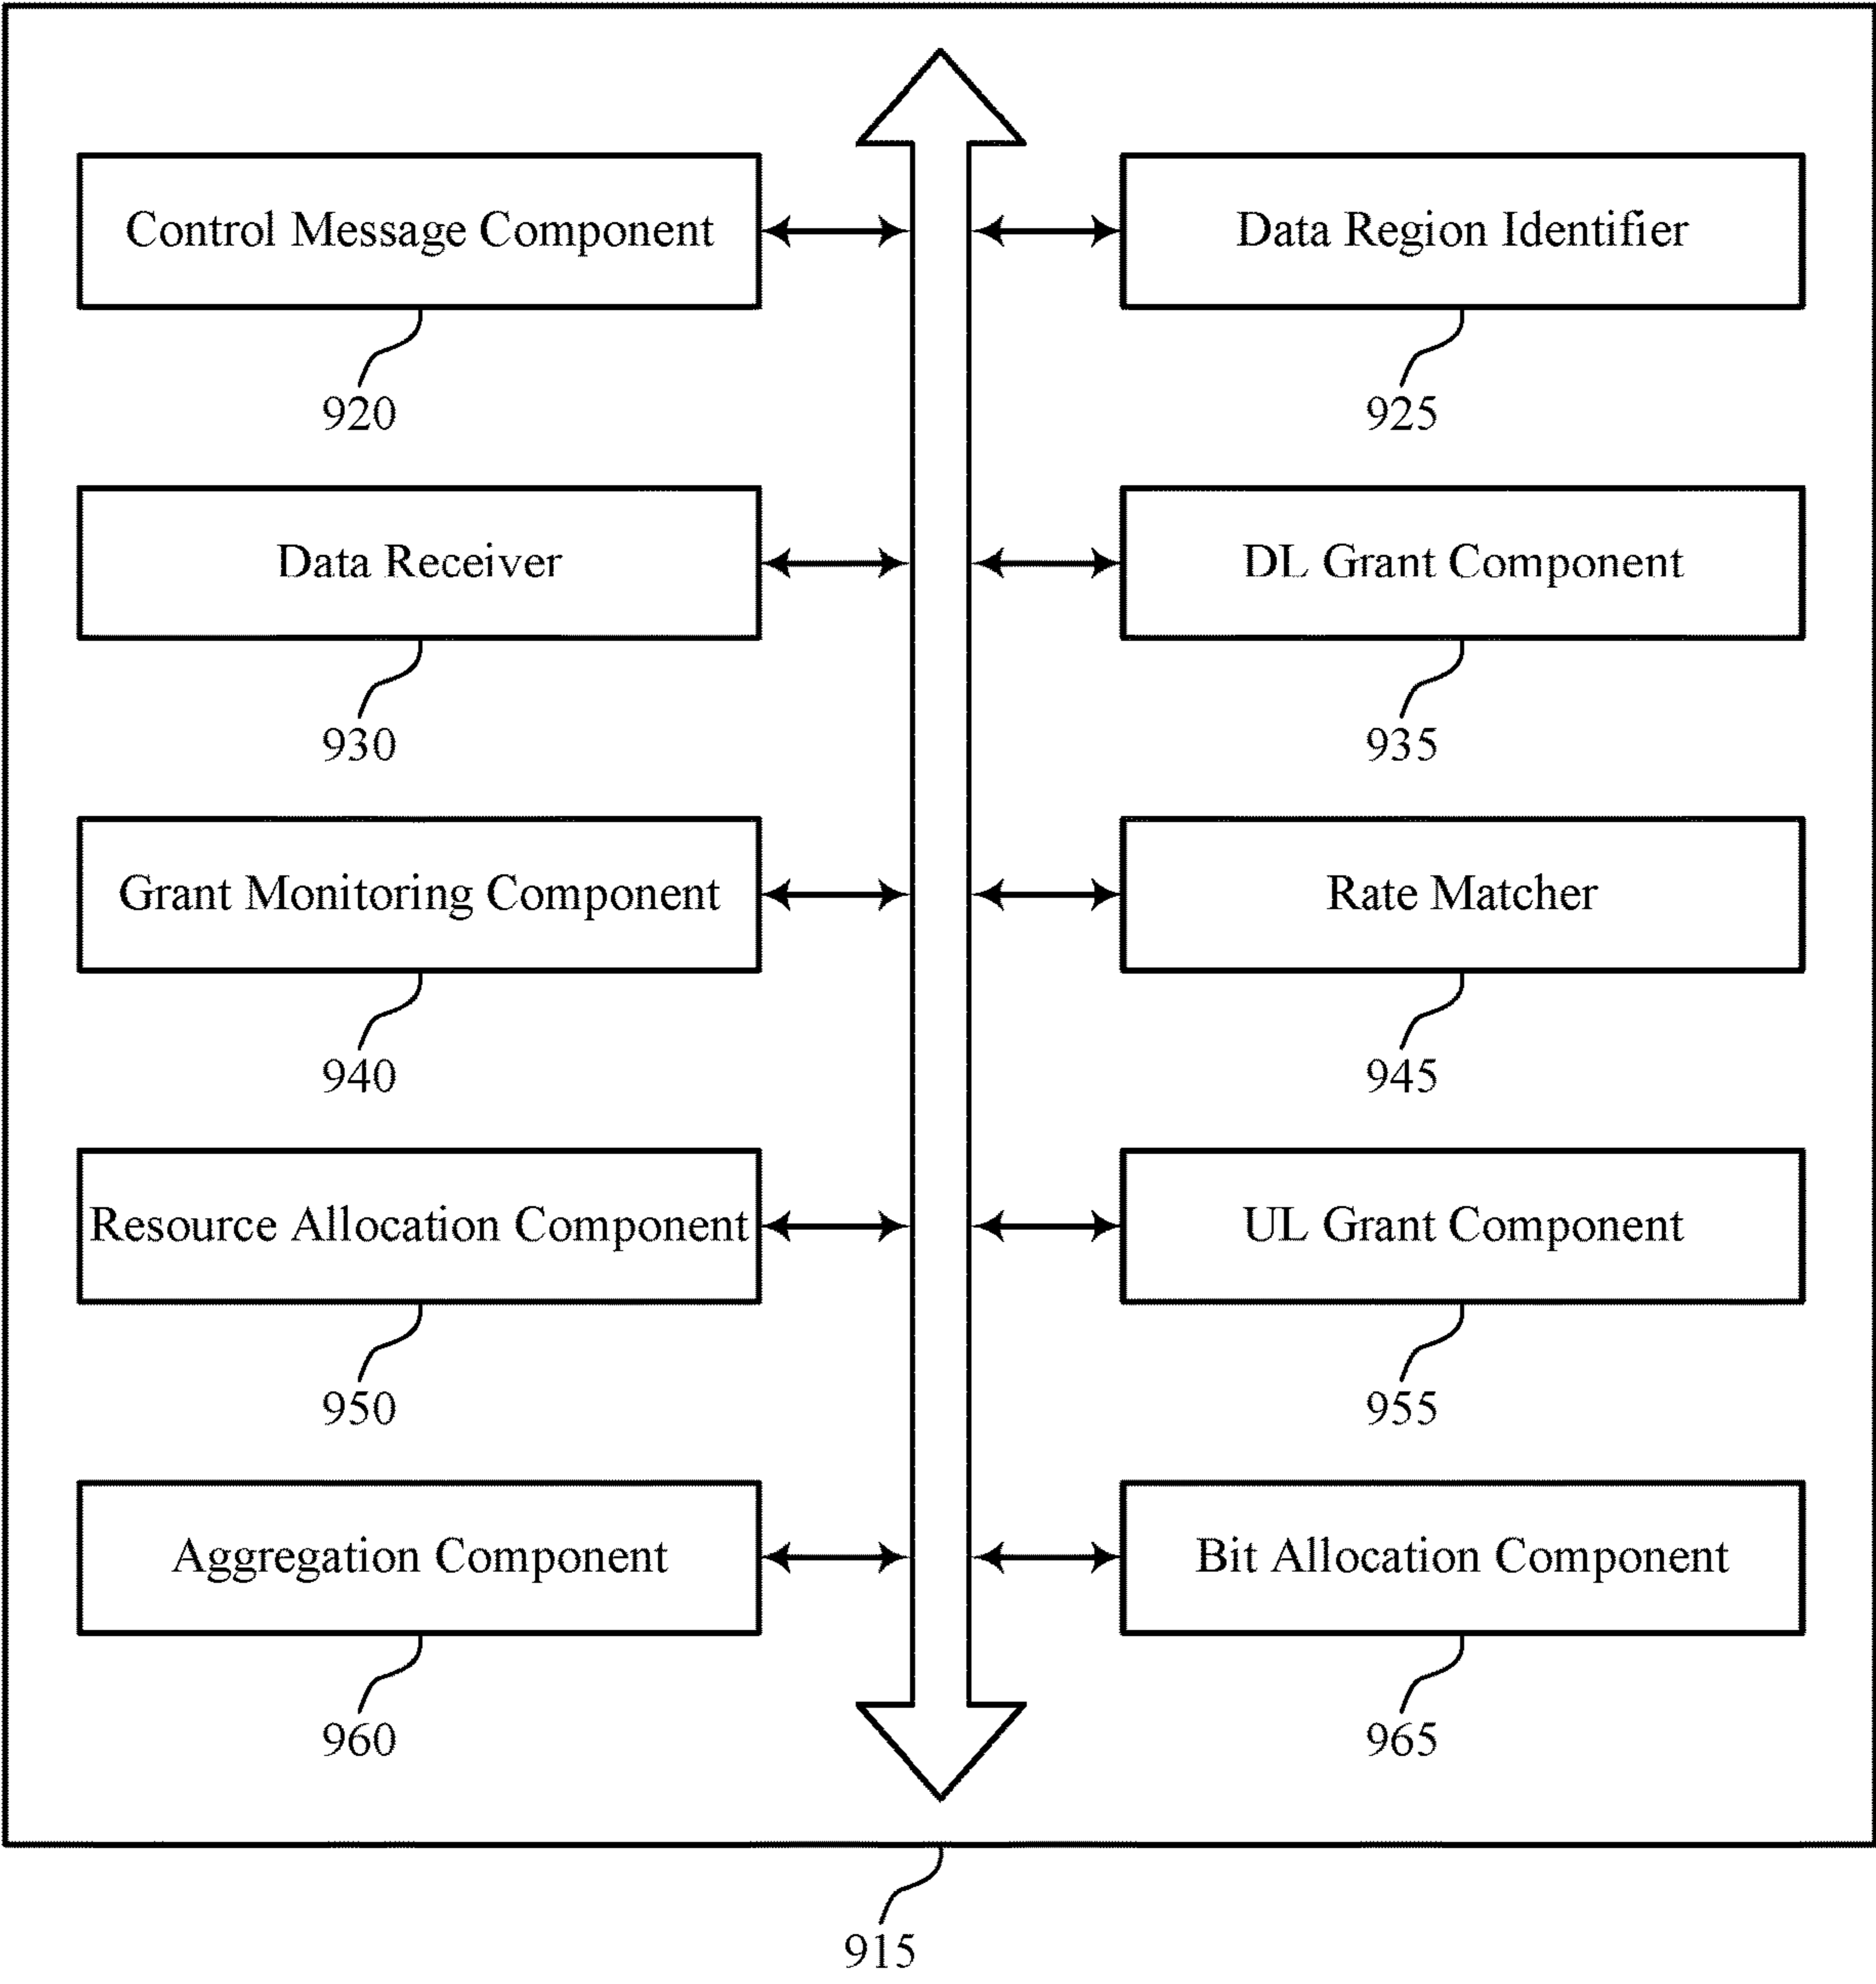 Control Message Component
Data Region Identifier
920
925
Data Receiver
DL Grant Component
930
935
Grant Monitoring Component
Rate Matcher
940
945
Resource Allocation Component
UL Grant Component
950
955
Aggregation Component
Bit Allocation Component
960
965
915